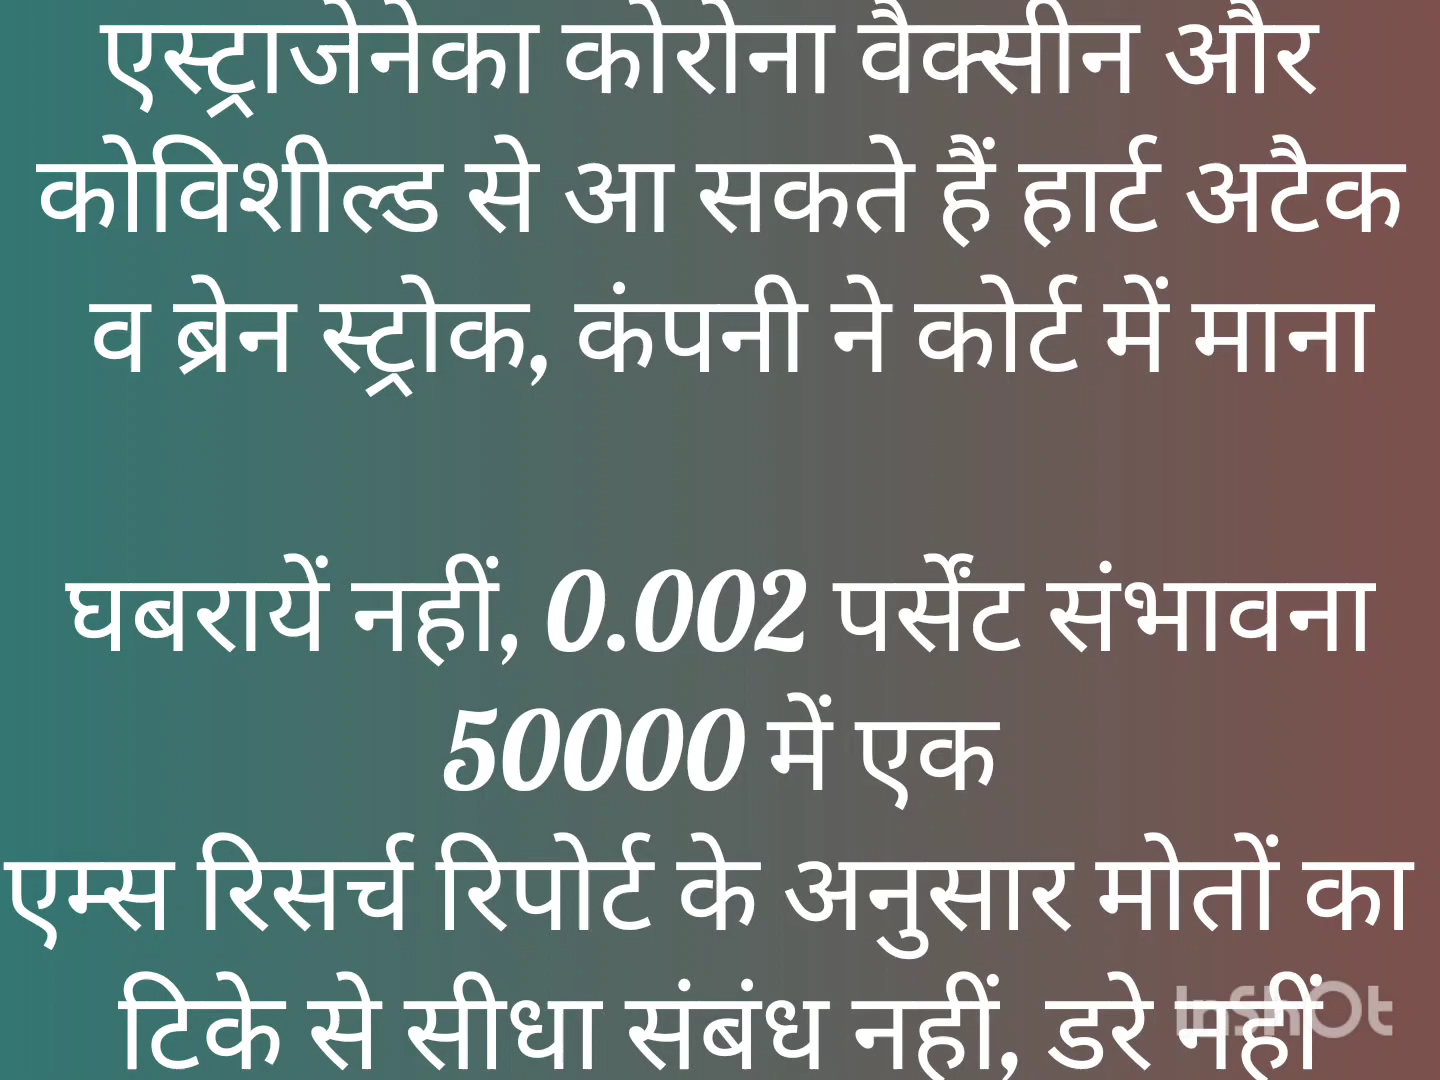 एस्ट्राजेनेका कोरोना वैक्सीन और
कोविशील्ड से आ सकते हैं हार्ट अटैक
व ब्रेन स्ट्रोक, कंपनी ने कोर्ट में माना
घबरायें नहीं, 0.002 पर्सेंट संभावना
50000 में एक
एम्स रिसर्च रिपोर्ट के अनुसार मोतों का
टिके से सीधा संबंध नहीं, डरे नहीं
InShOt